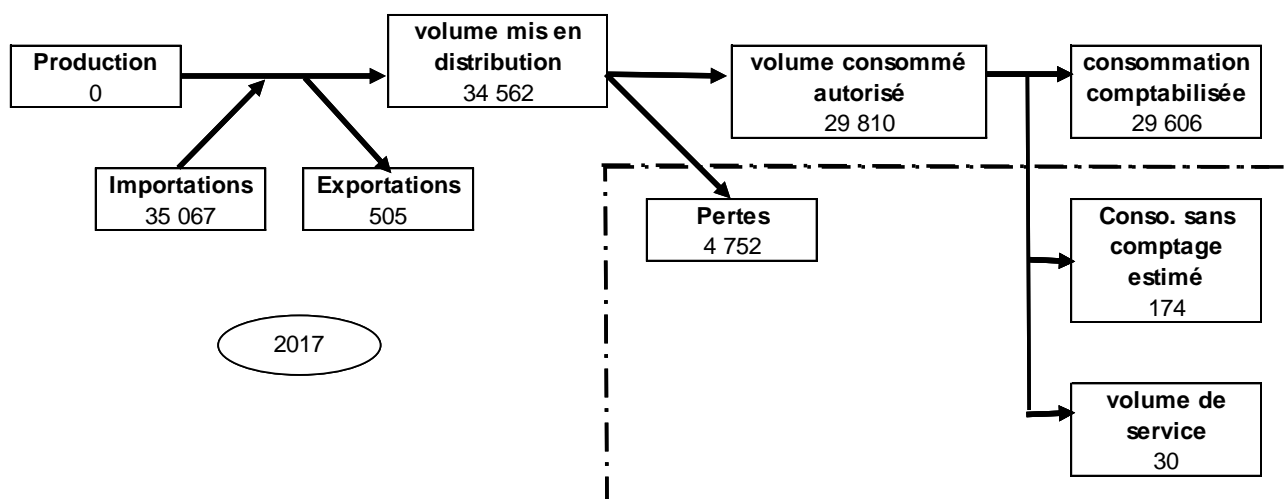 Production
0
volume mis en
distribution
34 562
volume consommé
autorisé
29 810
consommation
comptabilisée
29 606
Importations
35 067
Exportations
505
Pertes
4 752
Conso. sans
comptage
estimé
174
2017
volume de
service
30